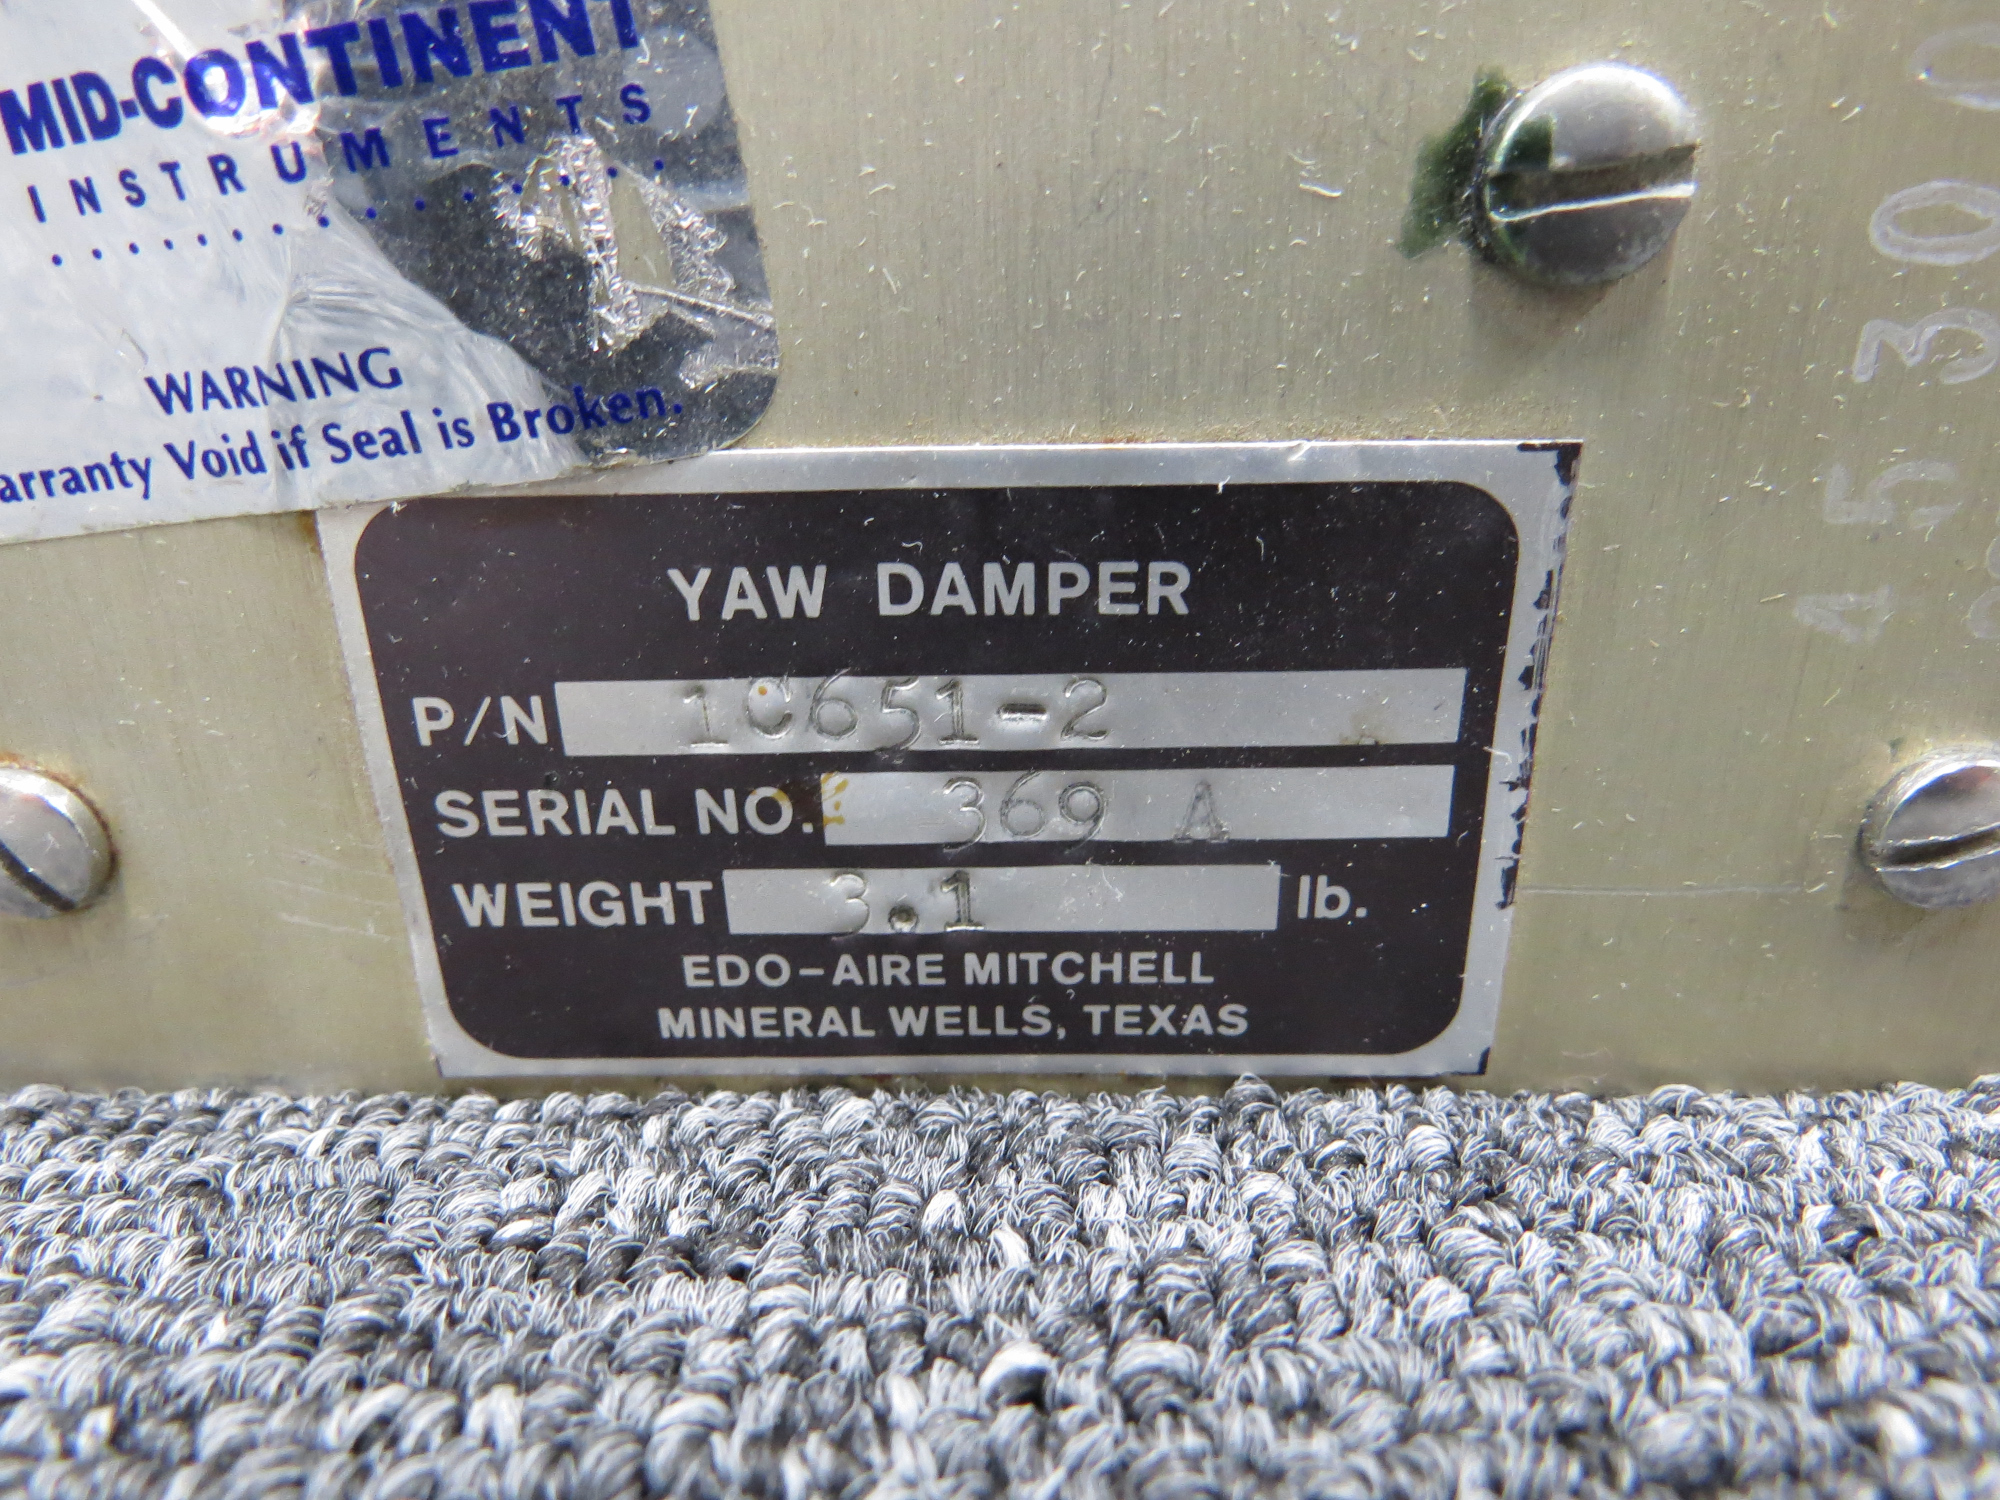 MID-CONTINENT
INSTRUMENTS
WARNING
arranty Void if Seal is Broken.
YAW DAMPER
P/N 1C651-2
SERIAL NO. 369 A
WEIGHT 3.1 lb.
EDO-AIRE MITCHELL
MINERAL WELLS, TEXAS